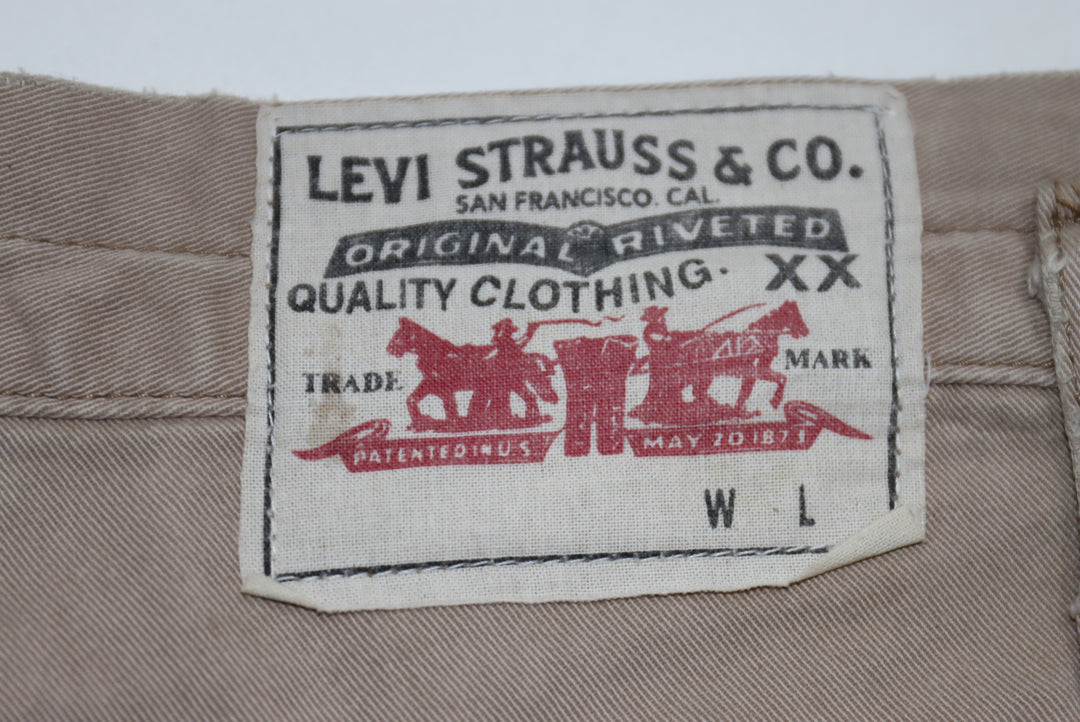 LEVI STRAUSS & CO.
SAN FRANCISCO. CAL.
ORIGINAL RIVETED
QUALITY CLOTHING. XX
TRADE MARK
PATENTED IN U S MAY 20 1873
W L